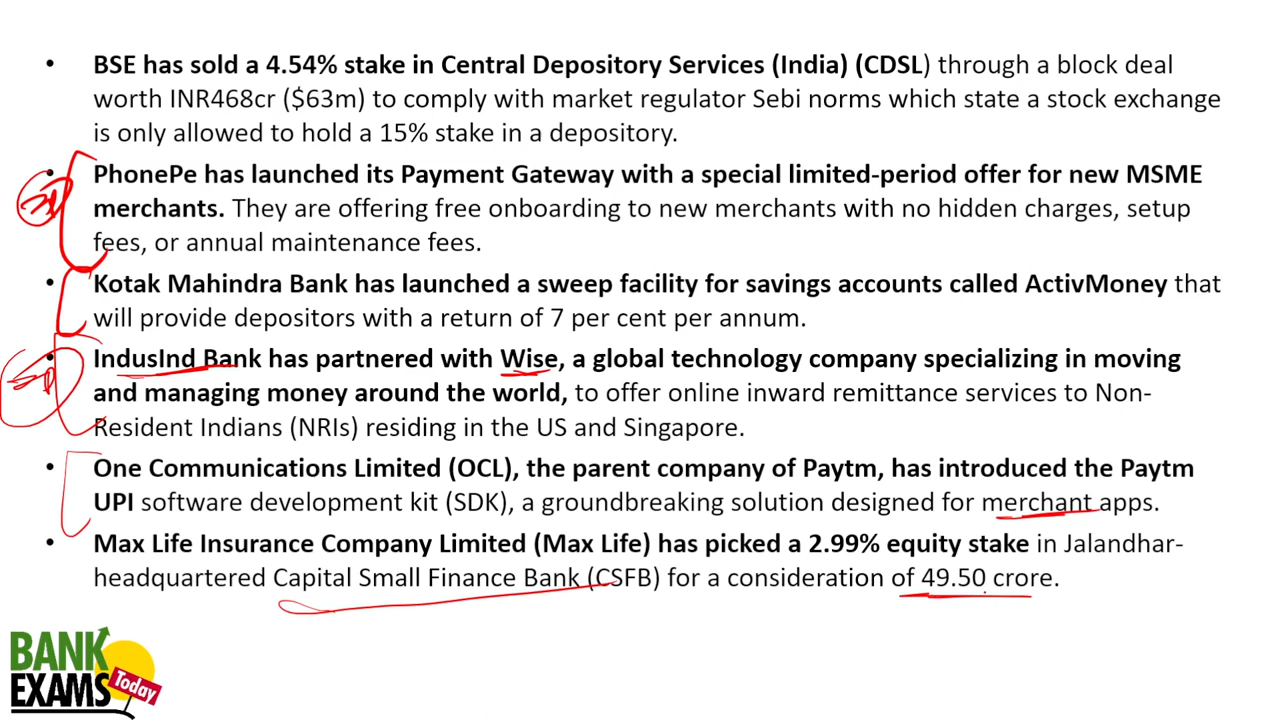 • BSE has sold a 4.54% stake in Central Depository Services (India) (CDSL) through a block deal
worth INR468cr ($63m) to comply with market regulator Sebi norms which state a stock exchange
is only allowed to hold a 15% stake in a depository.
• PhonePe has launched its Payment Gateway with a special limited-period offer for new MSME
merchants. They are offering free onboarding to new merchants with no hidden charges, setup
fees, or annual maintenance fees.
• Kotak Mahindra Bank has launched a sweep facility for savings accounts called ActivMoney that
will provide depositors with a return of 7 per cent per annum.
• IndusInd Bank has partnered with Wise, a global technology company specializing in moving
and managing money around the world, to offer online inward remittance services to Non-
Resident Indians (NRIs) residing in the US and Singapore.
• One Communications Limited (OCL), the parent company of Paytm, has introduced the Paytm
UPI software development kit (SDK), a groundbreaking solution designed for merchant apps.
• Max Life Insurance Company Limited (Max Life) has picked a 2.99% equity stake in Jalandhar-
headquartered Capital Small Finance Bank (CSFB) for a consideration of 49.50 crore.
BANK
EXAMS
Today